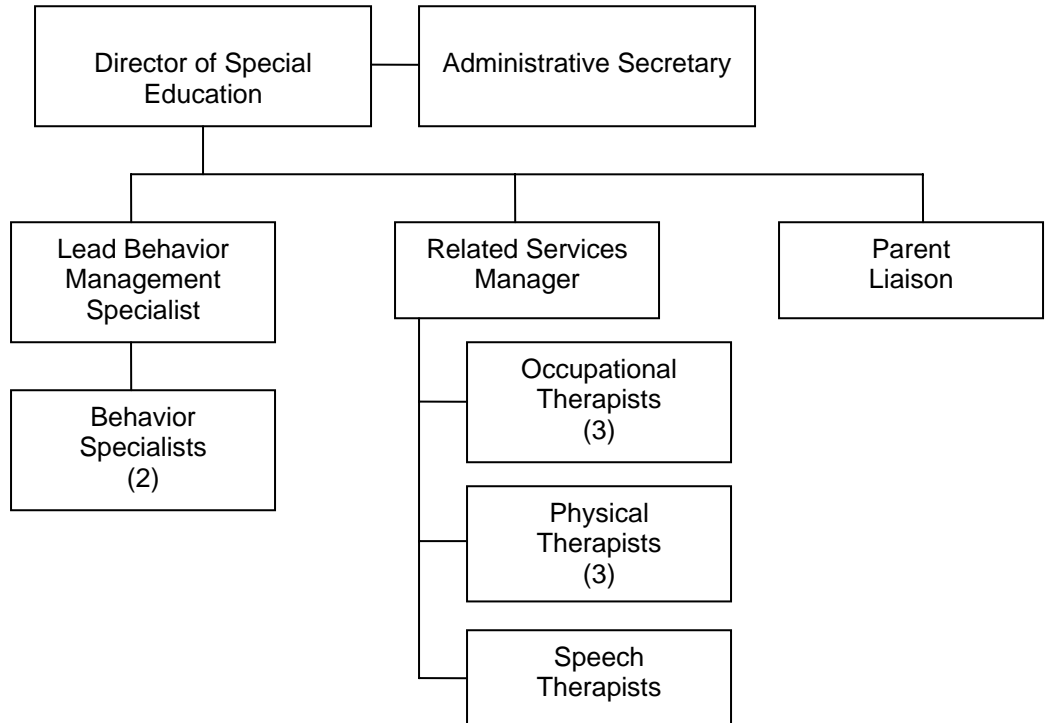 Director of Special
Education
Administrative Secretary
Lead Behavior
Management
Specialist
Related Services
Manager
Parent
Liaison
Behavior
Specialists
(2)
Occupational
Therapists
(3)
Physical
Therapists
(3)
Speech
Therapists